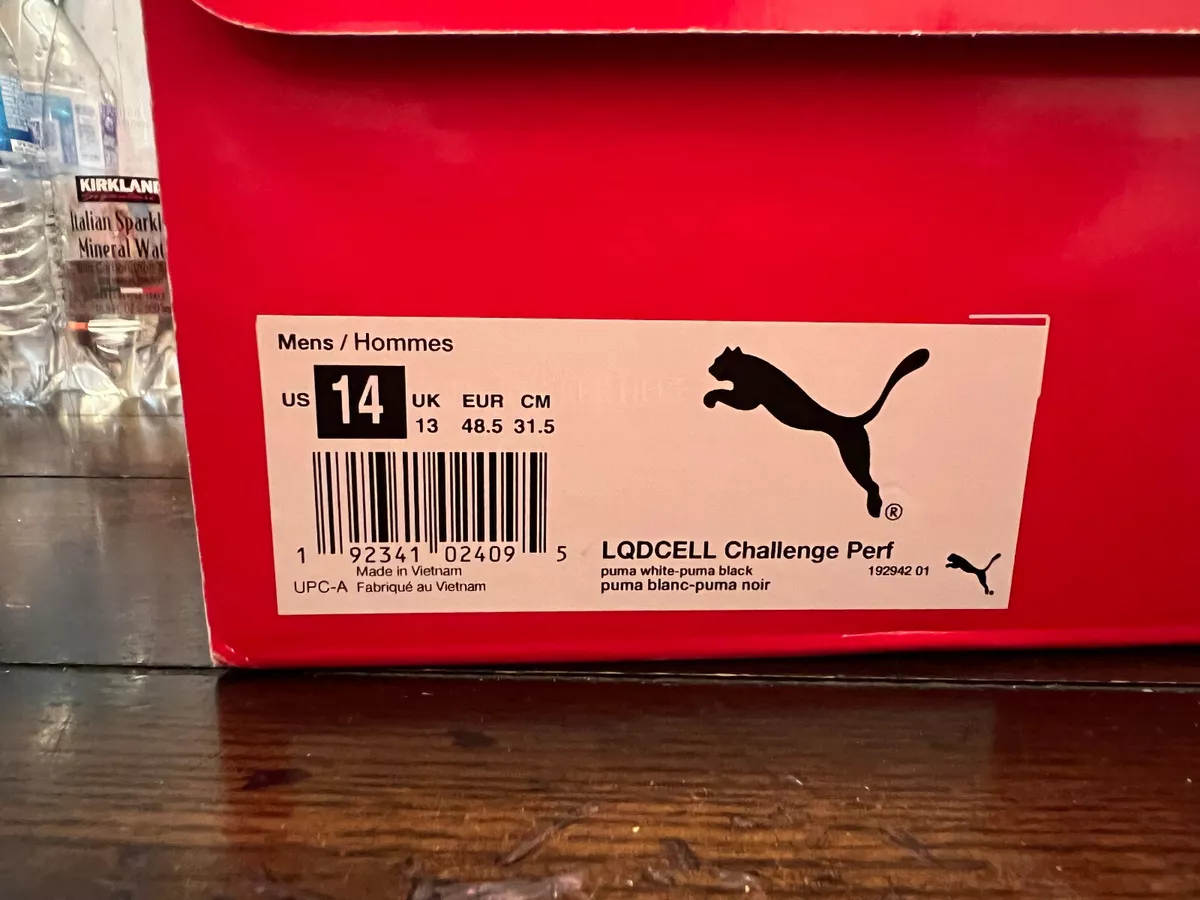 KIRKLAND
Italian Sparkl
Mineral Wat
Mens / Hommes
US 14 UK EUR CM
13 48.5 31.5
1 92341 02409 5
Made in Vietnam
UPC-A Fabriqué au Vietnam
®
LQDCELL Challenge Perf
puma white-puma black 192942 01
puma blanc-puma noir